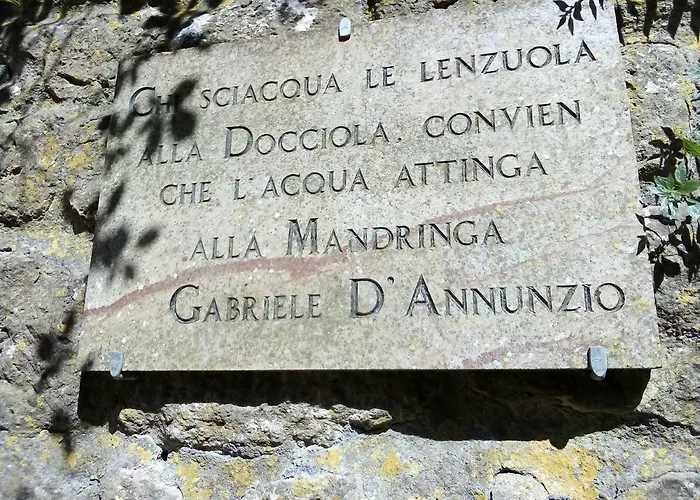 Chi sciacqua le lenzuola
alla Docciola, convien
che l'acqua attinga
alla Mandringa
Gabriele D'Annunzio